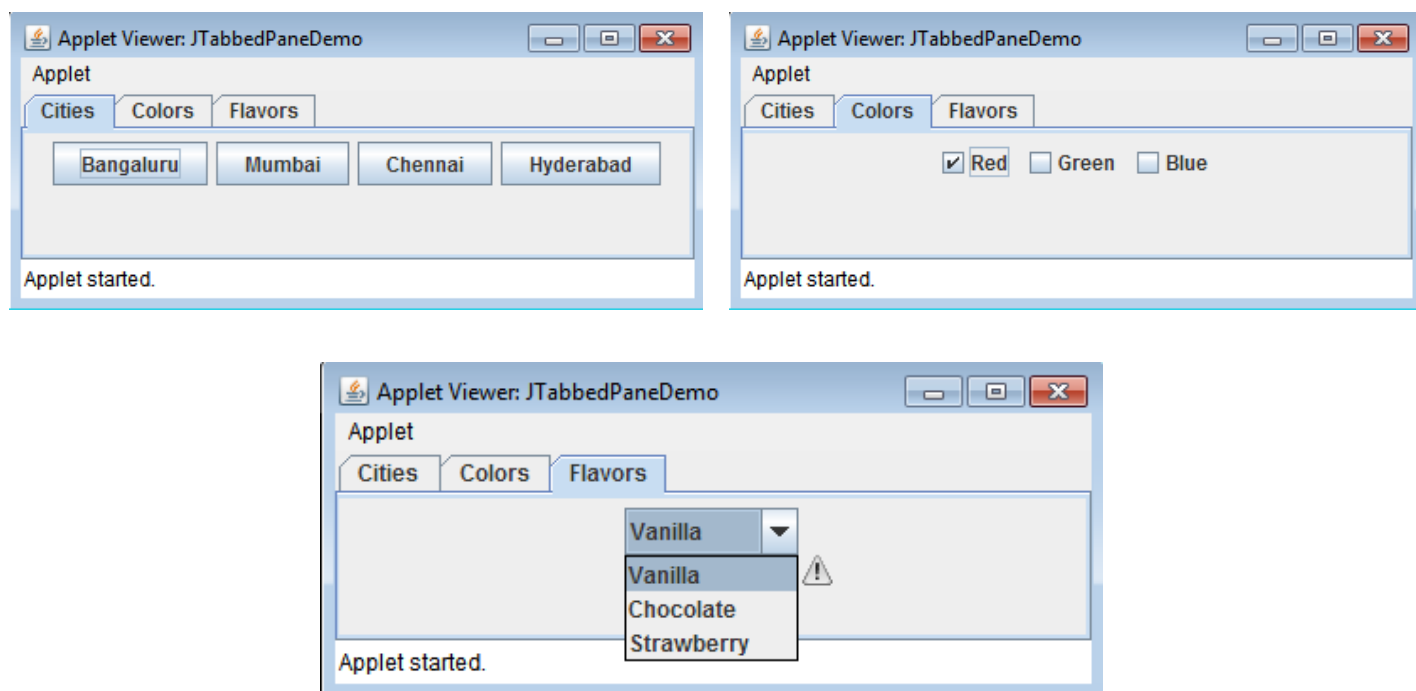 Applet Viewer: JTabbedPaneDemo
Applet
Cities Colors Flavors
Bangaluru Mumbai Chennai Hyderabad
Applet started.
Applet Viewer: JTabbedPaneDemo
Applet
Cities Colors Flavors
Red Green Blue
Applet started.
Applet Viewer: JTabbedPaneDemo
Applet
Cities Colors Flavors
Vanilla
Vanilla
Chocolate
Strawberry
Applet started.